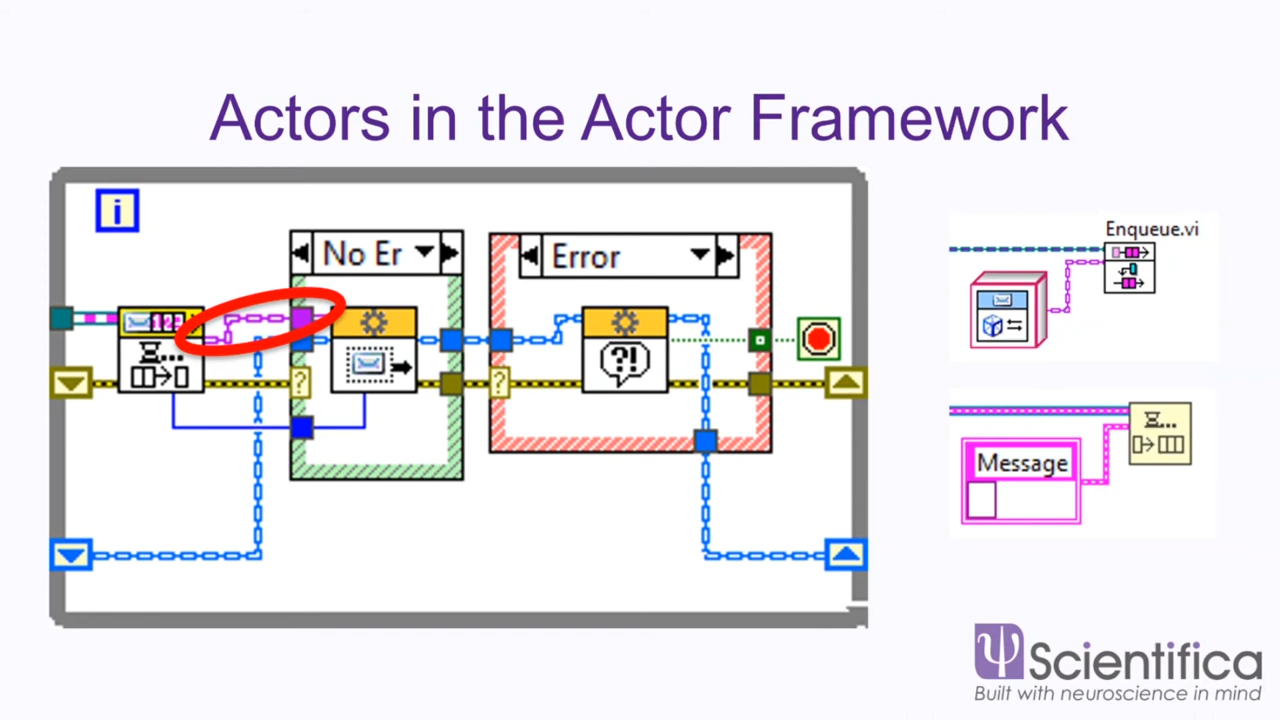 Actors in the Actor Framework
i
No Er
Error
?!
?
?
Enqueue.vi
Message
Scientifica
Built with neuroscience in mind